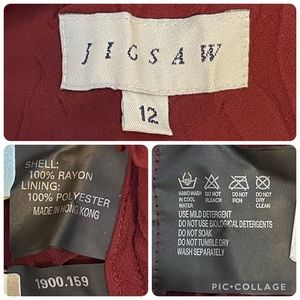 JIGSAW
12
SHELL:
100% RAYON
LINING:
100% POLYESTER
MADE IN HONG KONG
1900.159
HAND WASH
IN COOL
WATER
DO NOT
BLEACH
DO NOT
IRON
DO NOT
DRY
CLEAN
USE MILD DETERGENT
DO NOT USE BIOLOGICAL DETERGENTS
DO NOT SOAK
DO NOT TUMBLE DRY
WASH SEPARATELY
PIC•COLLAGE